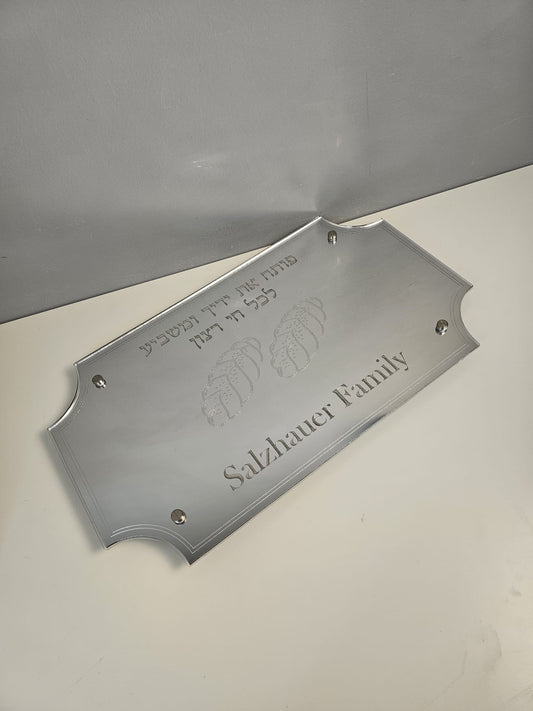 פותח את ידיך ומשביע
לכל חי רצון
Salzhauer Family